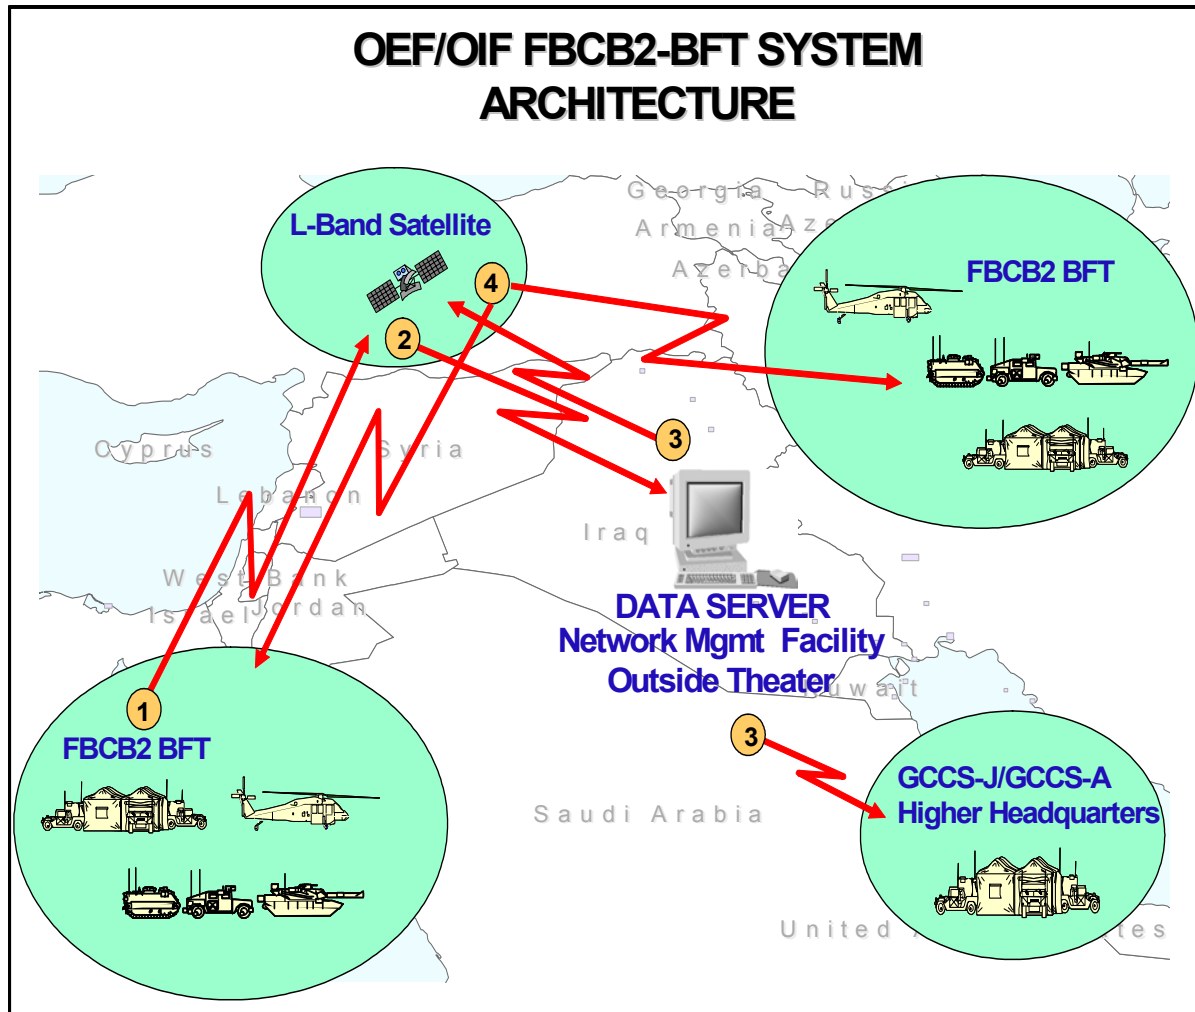 OEF/OIF FBCB2-BFT SYSTEM
ARCHITECTURE
Georgia Russi
L-Band Satellite
Armenia Aze
4
Azerba
FBCB2 BFT
2
3
Cyprus
Syria
Lebanon
Iraq
West Bank
Israel
Jordan
DATA SERVER
Network Mgmt Facility
Outside Theater
Kuwait
1
3
FBCB2 BFT
GCCS-J/GCCS-A
Higher Headquarters
Saudi Arabia
United A tes